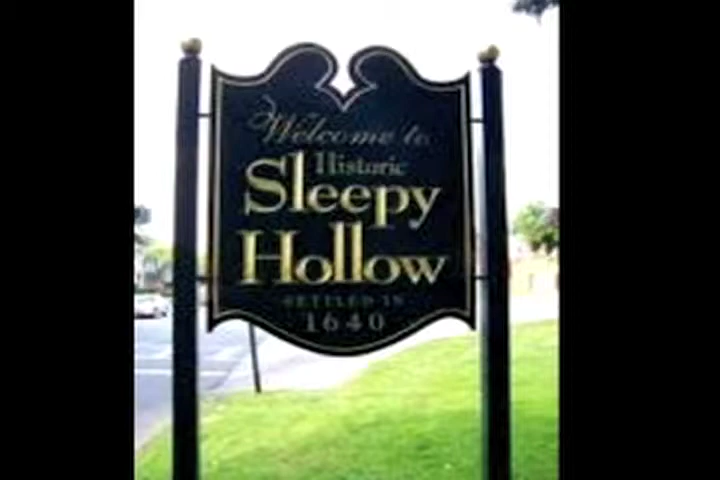 Welcome to
Historic
Sleepy
Hollow
SETTLED IN
1640